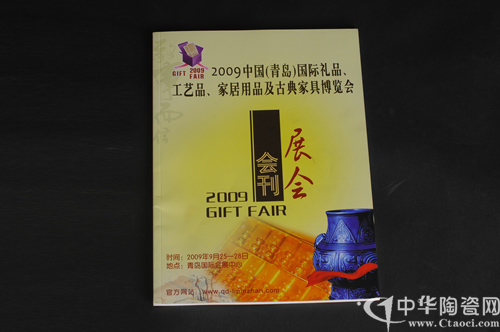 GIFT 2009 FAIR
2009中国(青岛)国际礼品、
工艺品、家居用品及古典家具博览会
展会
会刊
2009
GIFT FAIR
时间：2009年9月25—28日
地点：青岛国际会展中心
官方网站
中华陶瓷网
www.Ctaoci.com